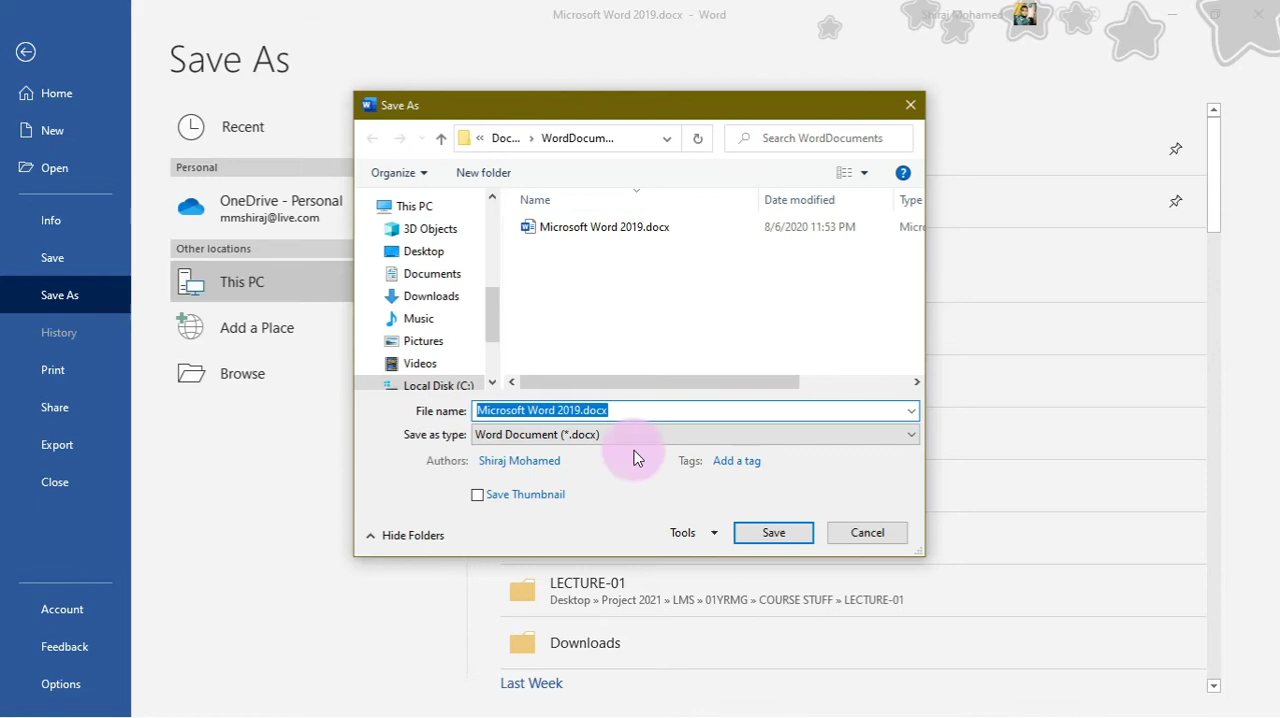 Microsoft Word 2019.docx - Word
Shiraj Mohamed
Save As
Home
New
Open
Info
Save
Save As
History
Print
Share
Export
Close
Account
Feedback
Options
Recent
Personal
OneDrive - Personal
mmshiraj@live.com
Other locations
This PC
Add a Place
Browse
Save As
« Doc... › WordDocum...
Search WordDocuments
Organize
New folder
?
This PC
3D Objects
Desktop
Documents
Downloads
Music
Pictures
Videos
Local Disk (C:)
Name Date modified Type
Microsoft Word 2019.docx 8/6/2020 11:53 PM Micr
File name: Microsoft Word 2019.docx
Save as type: Word Document (*.docx)
Authors: Shiraj Mohamed Tags: Add a tag
Save Thumbnail
Hide Folders Tools Save Cancel
LECTURE-01
Desktop » Project 2021 » LMS » 01YRMG » COURSE STUFF » LECTURE-01
Downloads
Last Week